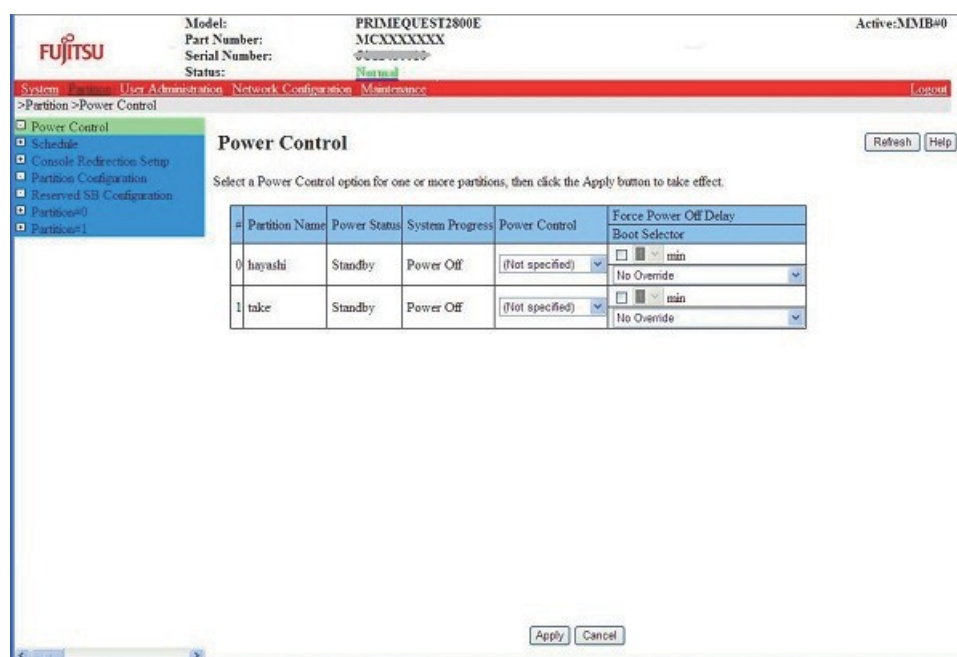 FUJITSU
Model: PRIMEQUEST2800E Active:MMB#0
Part Number: MCXXXXXXX
Serial Number:
Status: Normal
System Partition User Administration Network Configuration Maintenance Logout
>Partition >Power Control
Power Control
Schedule
Console Redirection Setup
Partition Configuration
Reserved SB Configuration
Partition#0
Partition#1
Power Control
Refresh Help
Select a Power Control option for one or more partitions, then click the Apply button to take effect.
# Partition Name Power Status System Progress Power Control Force Power Off Delay
Boot Selector
0 hayashi Standby Power Off (Not specified) min
No Override
1 take Standby Power Off (Not specified) min
No Override
Apply Cancel